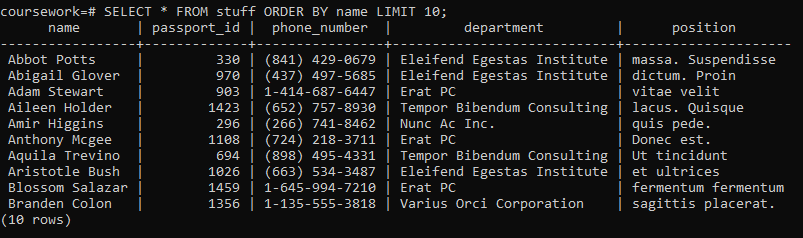 coursework=# SELECT * FROM stuff ORDER BY name LIMIT 10;
      name       | passport_id |  phone_number  |         department          |       position
-----------------+-------------+----------------+-----------------------------+----------------------
 Abbot Potts     |         330 | (841) 429-0679 | Eleifend Egestas Institute  | massa. Suspendisse
 Abigail Glover  |         970 | (437) 497-5685 | Eleifend Egestas Institute  | dictum. Proin
 Adam Stewart    |         903 | 1-414-687-6447 | Erat PC                     | vitae velit
 Aileen Holder   |        1423 | (652) 757-8930 | Tempor Bibendum Consulting  | lacus. Quisque
 Amir Higgins    |         296 | (266) 741-8462 | Nunc Ac Inc.                | quis pede.
 Anthony Mcgee   |        1108 | (724) 218-3711 | Erat PC                     | Donec est.
 Aquila Trevino  |         694 | (898) 495-4331 | Tempor Bibendum Consulting  | Ut tincidunt
 Aristotle Bush  |        1026 | (663) 534-3487 | Eleifend Egestas Institute  | et ultrices
 Blossom Salazar |        1459 | 1-645-994-7210 | Erat PC                     | fermentum fermentum
 Branden Colon   |        1356 | 1-135-555-3818 | Varius Orci Corporation     | sagittis placerat.
(10 rows)